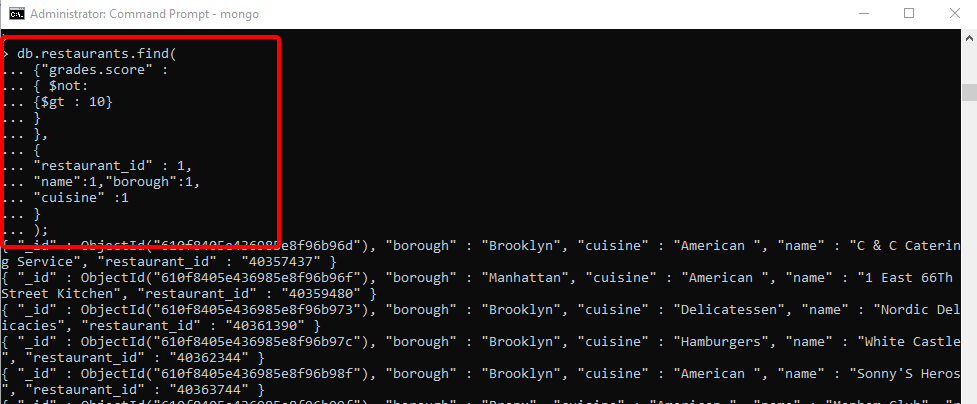 Administrator: Command Prompt - mongo
>
> db.restaurants.find(
... {"grades.score" :
... { $not:
... {$gt : 10}
... }
... },
... {
... "restaurant_id" : 1,
... "name":1,"borough":1,
... "cuisine" :1
... }
... );
{ "_id" : ObjectId("610f8405e436985e8f96b96d"), "borough" : "Brooklyn", "cuisine" : "American ", "name" : "C & C Caterin
g Service", "restaurant_id" : "40357437" }
{ "_id" : ObjectId("610f8405e436985e8f96b96f"), "borough" : "Manhattan", "cuisine" : "American ", "name" : "1 East 66Th
Street Kitchen", "restaurant_id" : "40359480" }
{ "_id" : ObjectId("610f8405e436985e8f96b973"), "borough" : "Brooklyn", "cuisine" : "Delicatessen", "name" : "Nordic Del
icacies", "restaurant_id" : "40361390" }
{ "_id" : ObjectId("610f8405e436985e8f96b97c"), "borough" : "Brooklyn", "cuisine" : "Hamburgers", "name" : "White Castle
", "restaurant_id" : "40362344" }
{ "_id" : ObjectId("610f8405e436985e8f96b98f"), "borough" : "Brooklyn", "cuisine" : "American ", "name" : "Sonny'S Heros
", "restaurant_id" : "40363744" }